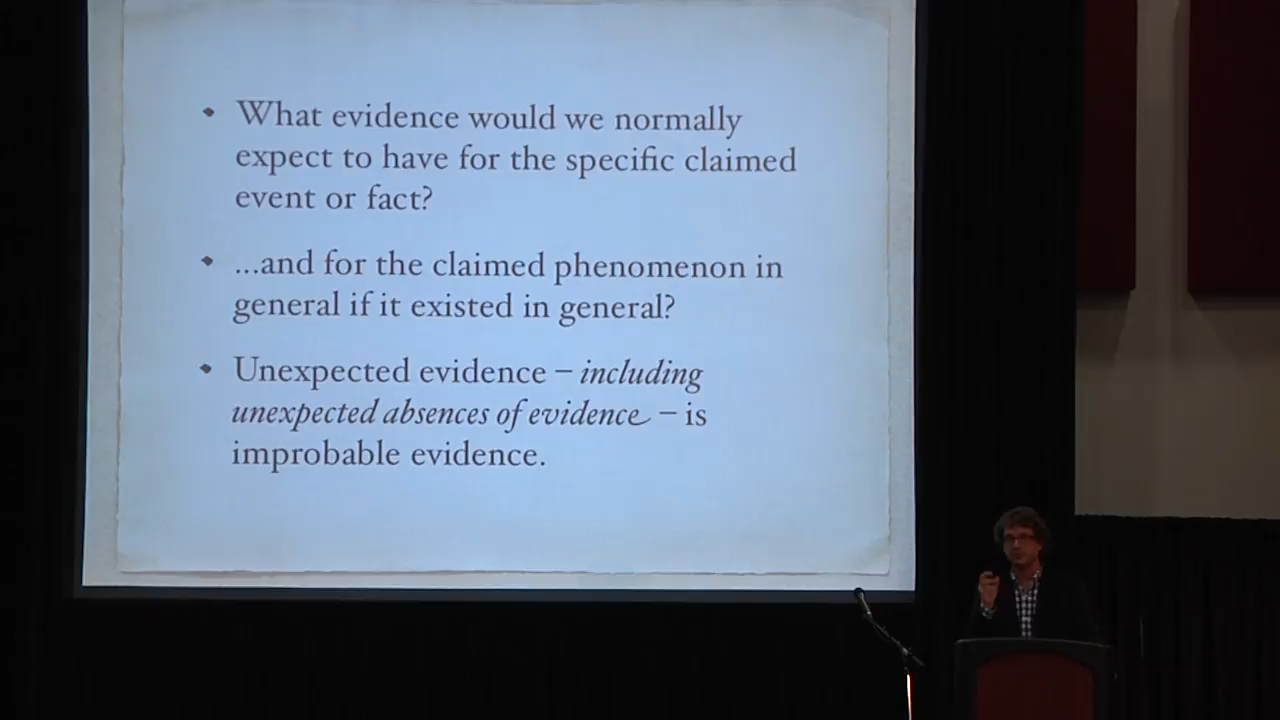 • What evidence would we normally
expect to have for the specific claimed
event or fact?
• ...and for the claimed phenomenon in
general if it existed in general?
• Unexpected evidence – including
unexpected absences of evidence – is
improbable evidence.